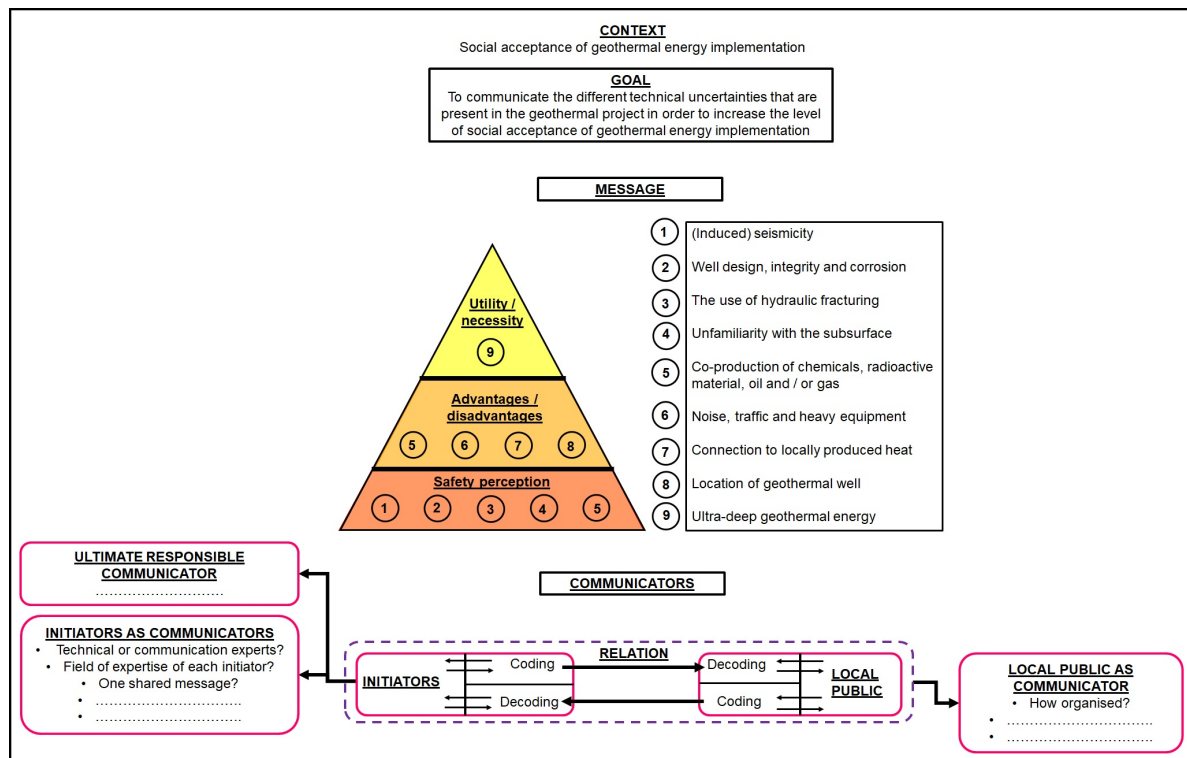 CONTEXT
Social acceptance of geothermal energy implementation
GOAL
To communicate the different technical uncertainties that are
present in the geothermal project in order to increase the level
of social acceptance of geothermal energy implementation
MESSAGE
Utility /
necessity
9
Advantages /
disadvantages
5 6 7 8
Safety perception
1 2 3 4 5
1 (Induced) seismicity
2 Well design, integrity and corrosion
3 The use of hydraulic fracturing
4 Unfamiliarity with the subsurface
5 Co-production of chemicals, radioactive
material, oil and / or gas
6 Noise, traffic and heavy equipment
7 Connection to locally produced heat
8 Location of geothermal well
9 Ultra-deep geothermal energy
COMMUNICATORS
ULTIMATE RESPONSIBLE
COMMUNICATOR
............................
INITIATORS AS COMMUNICATORS
• Technical or communication experts?
• Field of expertise of each initiator?
• One shared message?
• ................................
• ................................
RELATION
INITIATORS
Coding
Decoding
Decoding
Coding
LOCAL
PUBLIC
LOCAL PUBLIC AS
COMMUNICATOR
• How organised?
• ................................
• ................................